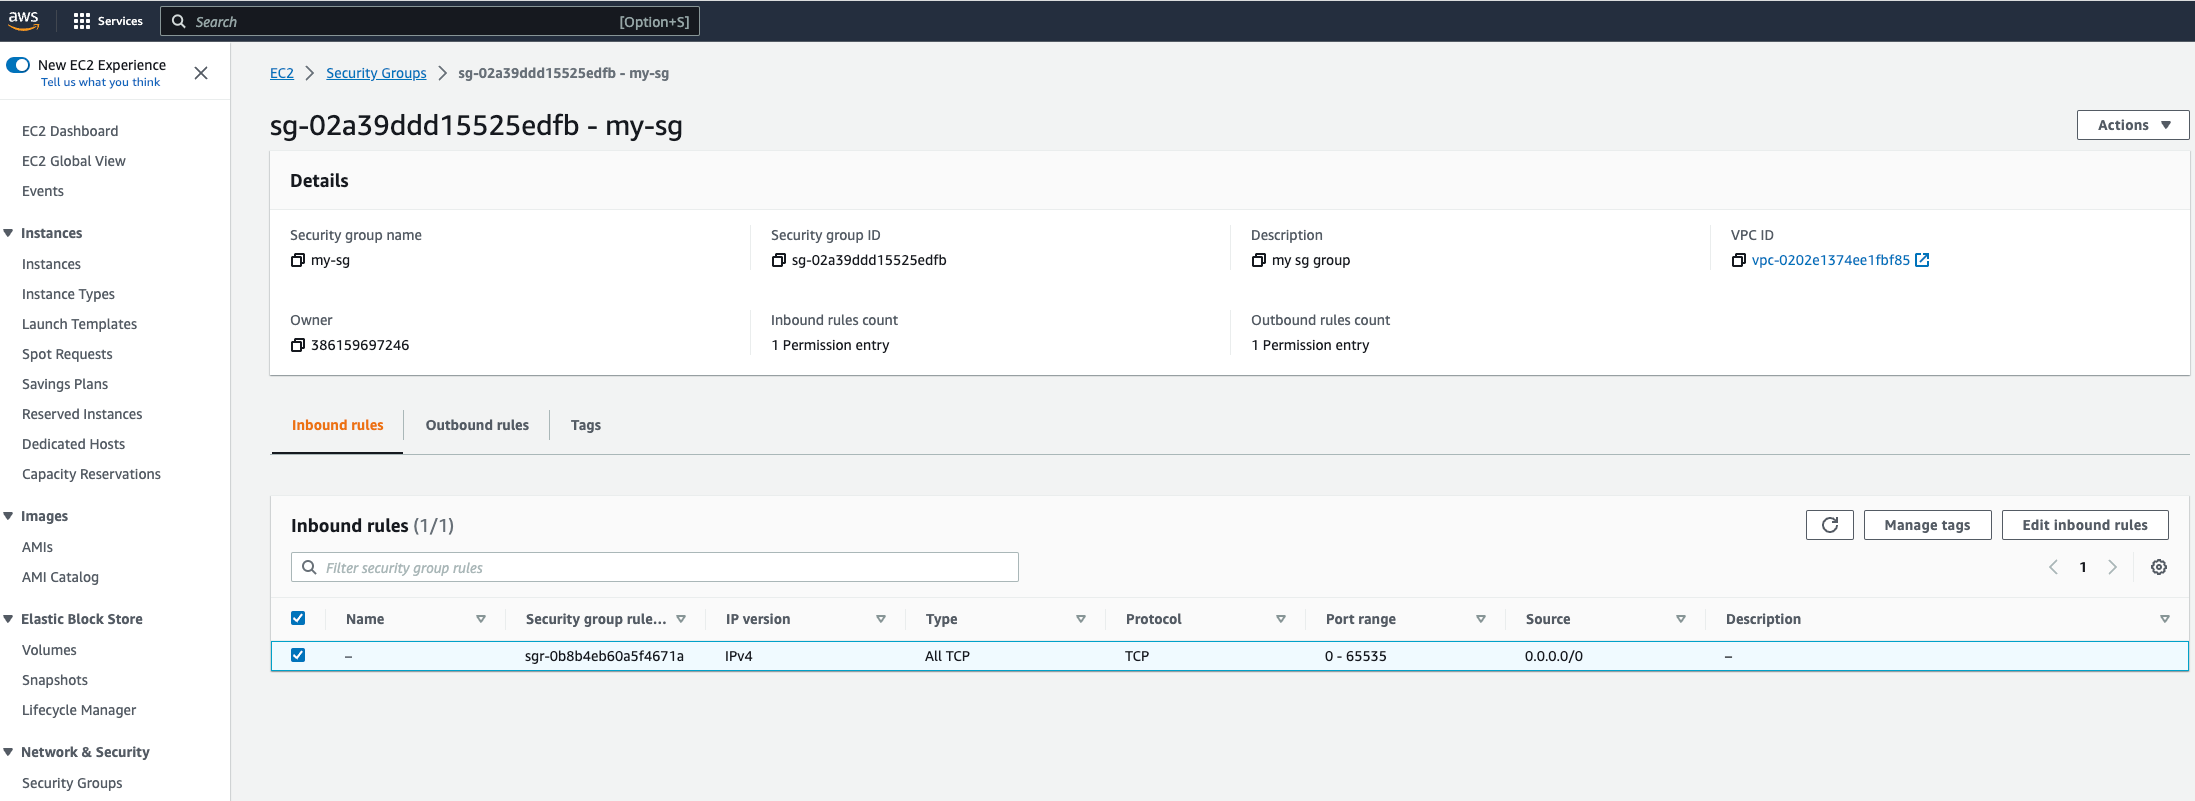 aws Services Search [Option+S]
New EC2 Experience
Tell us what you think
EC2 Dashboard
EC2 Global View
Events
Instances
Instances
Instance Types
Launch Templates
Spot Requests
Savings Plans
Reserved Instances
Dedicated Hosts
Capacity Reservations
Images
AMIs
AMI Catalog
Elastic Block Store
Volumes
Snapshots
Lifecycle Manager
Network & Security
Security Groups
EC2 Security Groups sg-02a39ddd15525edfb - my-sg
sg-02a39ddd15525edfb - my-sg
Actions
Details
Security group name
my-sg
Security group ID
sg-02a39ddd15525edfb
Description
my sg group
VPC ID
vpc-0202e1374ee1fbf85
Owner
386159697246
Inbound rules count
1 Permission entry
Outbound rules count
1 Permission entry
Inbound rules Outbound rules Tags
Inbound rules (1/1)
Manage tags Edit inbound rules
Filter security group rules
1
Name Security group rule... IP version Type Protocol Port range Source Description
– sgr-0b8b4eb60a5f4671a IPv4 All TCP TCP 0 - 65535 0.0.0.0/0 –